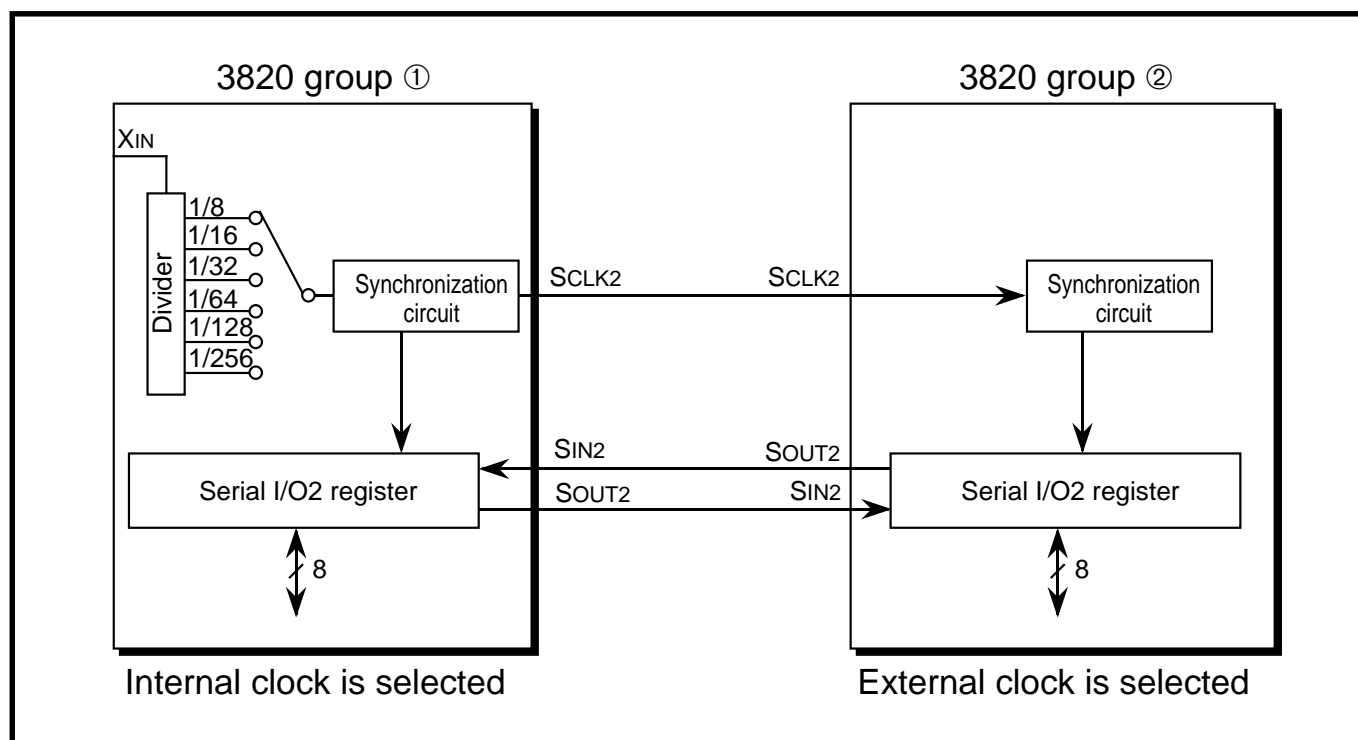 3820 group ①
3820 group ②
XIN
Divider
1/8
1/16
1/32
1/64
1/128
1/256
Synchronization
circuit
SCLK2
SCLK2
Synchronization
circuit
SIN2
SOUT2
Serial I/O2 register
SOUT2
SIN2
Serial I/O2 register
8
8
Internal clock is selected
External clock is selected